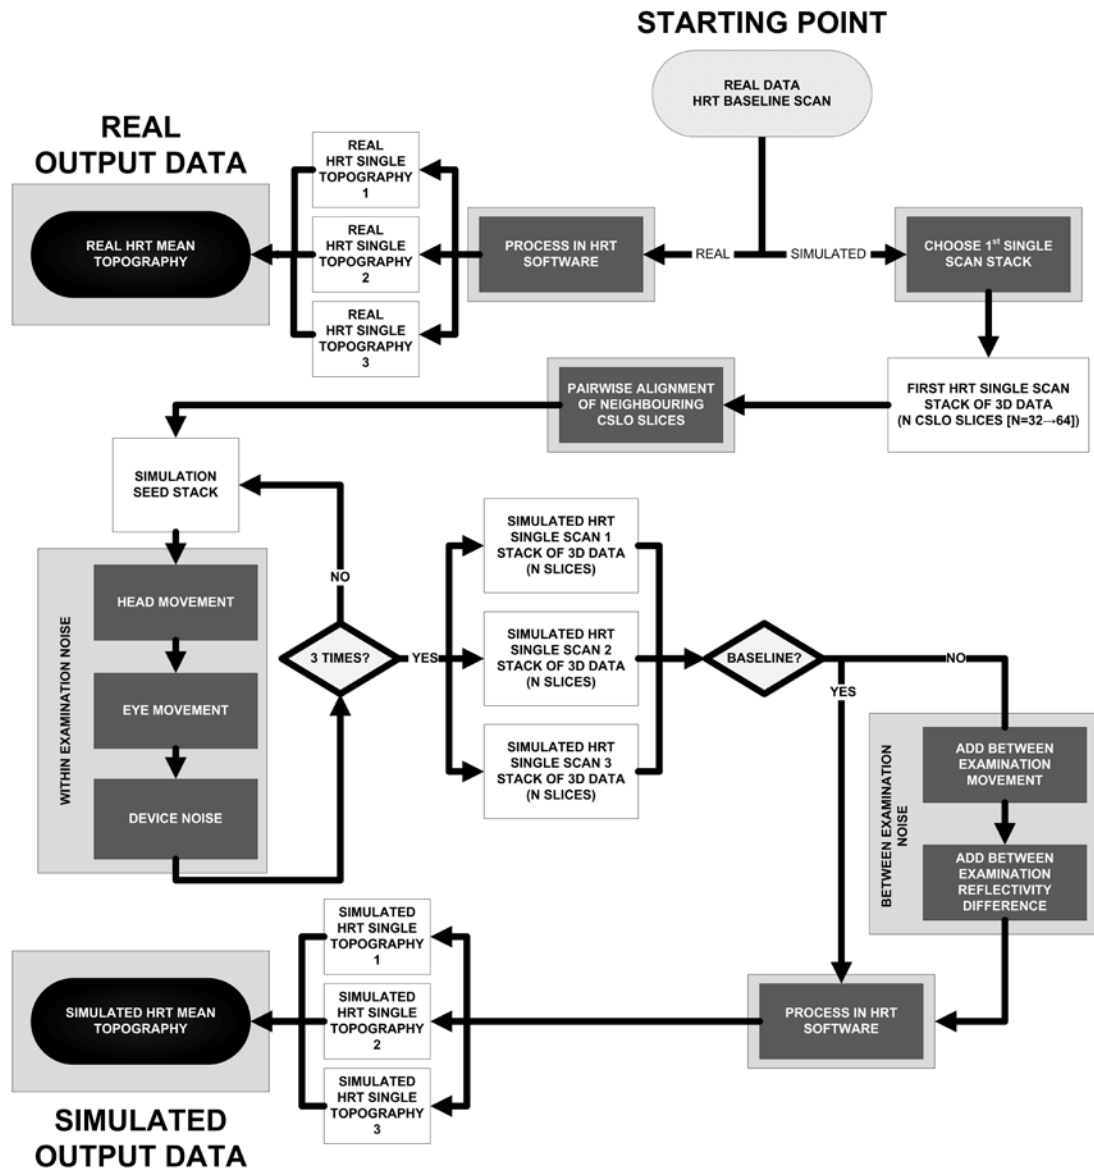 STARTING POINT
REAL DATA
HRT BASELINE SCAN
REAL
OUTPUT DATA
REAL HRT MEAN
TOPOGRAPHY
REAL
HRT SINGLE
TOPOGRAPHY
1
REAL
HRT SINGLE
TOPOGRAPHY
2
REAL
HRT SINGLE
TOPOGRAPHY
3
PROCESS IN HRT
SOFTWARE
REAL
SIMULATED
CHOOSE 1st SINGLE
SCAN STACK
FIRST HRT SINGLE SCAN
STACK OF 3D DATA
(N CSLO SLICES [N=32→64])
PAIRWISE ALIGNMENT
OF NEIGHBOURING
CSLO SLICES
SIMULATION
SEED STACK
WITHIN EXAMINATION NOISE
HEAD MOVEMENT
EYE MOVEMENT
DEVICE NOISE
NO
3 TIMES?
YES
SIMULATED HRT
SINGLE SCAN 1
STACK OF 3D DATA
(N SLICES)
SIMULATED HRT
SINGLE SCAN 2
STACK OF 3D DATA
(N SLICES)
SIMULATED HRT
SINGLE SCAN 3
STACK OF 3D DATA
(N SLICES)
BASELINE?
NO
YES
BETWEEN EXAMINATION
NOISE
ADD BETWEEN
EXAMINATION
MOVEMENT
ADD BETWEEN
EXAMINATION
REFLECTIVITY
DIFFERENCE
PROCESS IN HRT
SOFTWARE
SIMULATED
HRT SINGLE
TOPOGRAPHY
1
SIMULATED
HRT SINGLE
TOPOGRAPHY
2
SIMULATED
HRT SINGLE
TOPOGRAPHY
3
SIMULATED HRT MEAN
TOPOGRAPHY
SIMULATED
OUTPUT DATA